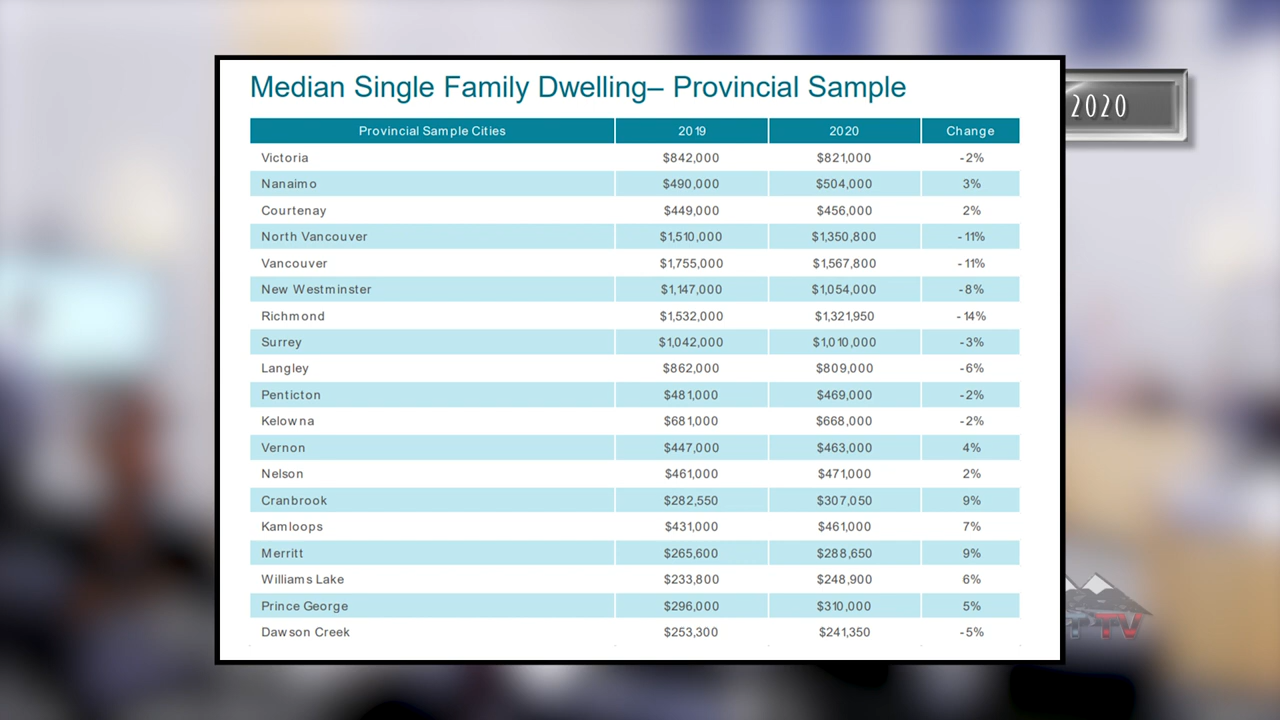 Median Single Family Dwelling– Provincial Sample
2020
Provincial Sample Cities 2019 2020 Change
Victoria $842,000 $821,000 -2%
Nanaimo $490,000 $504,000 3%
Courtenay $449,000 $456,000 2%
North Vancouver $1,510,000 $1,350,800 -11%
Vancouver $1,755,000 $1,567,800 -11%
New Westminster $1,147,000 $1,054,000 -8%
Richmond $1,532,000 $1,321,950 -14%
Surrey $1,042,000 $1,010,000 -3%
Langley $862,000 $809,000 -6%
Penticton $481,000 $469,000 -2%
Kelowna $681,000 $668,000 -2%
Vernon $447,000 $463,000 4%
Nelson $461,000 $471,000 2%
Cranbrook $282,550 $307,050 9%
Kamloops $431,000 $461,000 7%
Merritt $265,600 $288,650 9%
Williams Lake $233,800 $248,900 6%
Prince George $296,000 $310,000 5%
Dawson Creek $253,300 $241,350 -5%
TV